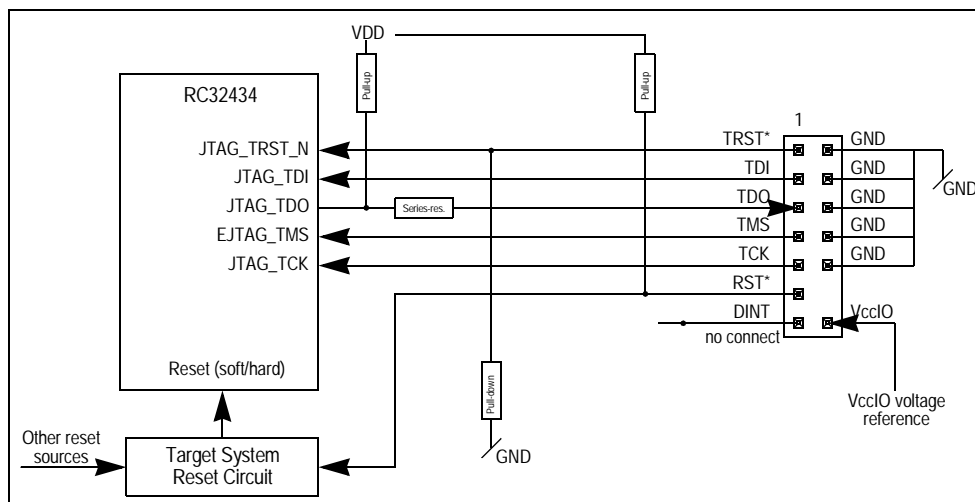 VDD
Pull-up
Pull-up
RC32434
1
JTAG_TRST_N
TRST*
GND
JTAG_TDI
TDI
GND
GND
JTAG_TDO
Series-res.
TDO
GND
EJTAG_TMS
TMS
GND
JTAG_TCK
TCK
GND
RST*
DINT
VccIO
no connect
Reset (soft/hard)
Pull-down
VccIO voltage
reference
Other reset
sources
Target System
Reset Circuit
GND